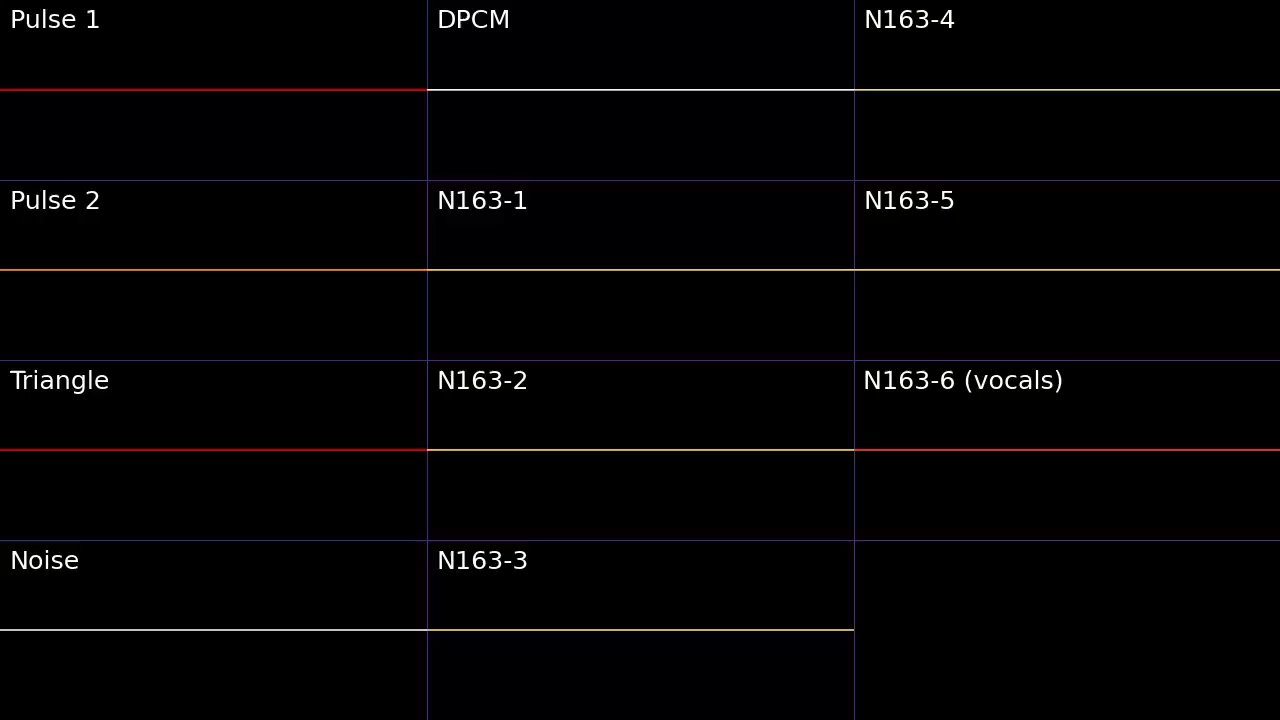 Pulse 1
DPCM
N163-4
Pulse 2
N163-1
N163-5
Triangle
N163-2
N163-6 (vocals)
Noise
N163-3